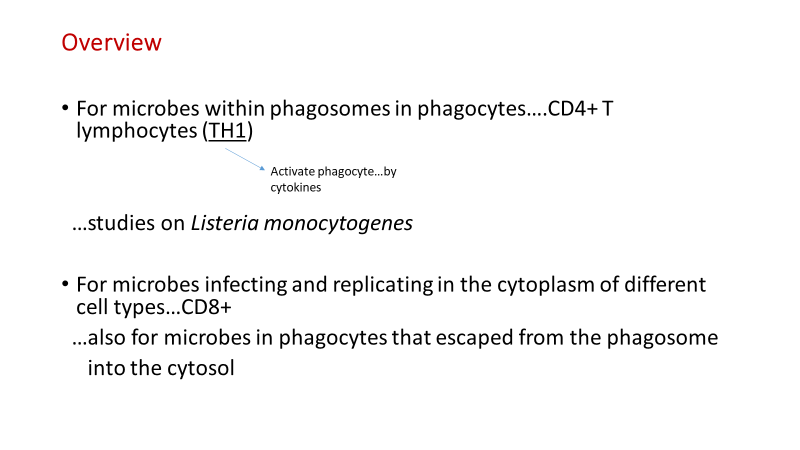 Overview
• For microbes within phagosomes in phagocytes....CD4+ T
lymphocytes (TH1)
Activate phagocyte...by
cytokines
...studies on Listeria monocytogenes
• For microbes infecting and replicating in the cytoplasm of different
cell types...CD8+
...also for microbes in phagocytes that escaped from the phagosome
into the cytosol